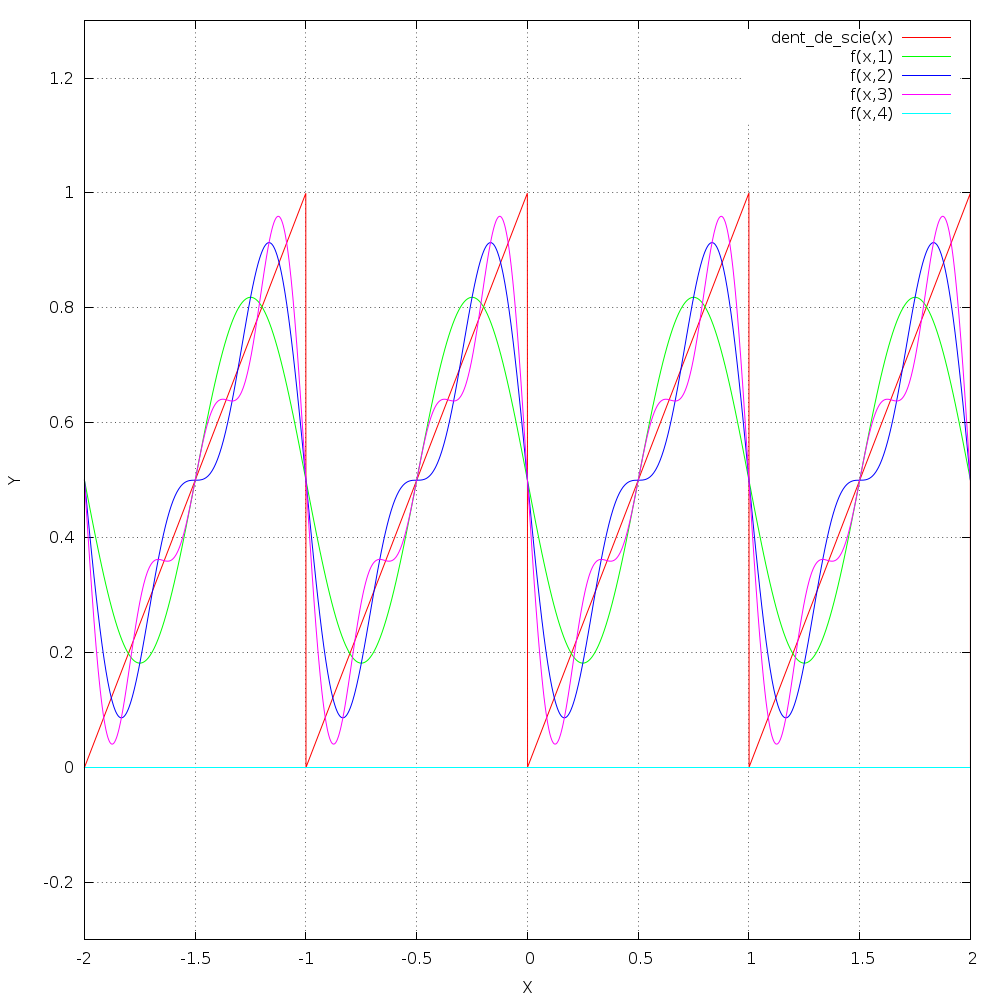 dent_de_scie(x)
f(x,1)
f(x,2)
f(x,3)
f(x,4)
1.2
1
0.8
0.6
0.4
0.2
0
-0.2
Y
-2 -1.5 -1 -0.5 0 0.5 1 1.5 2
X